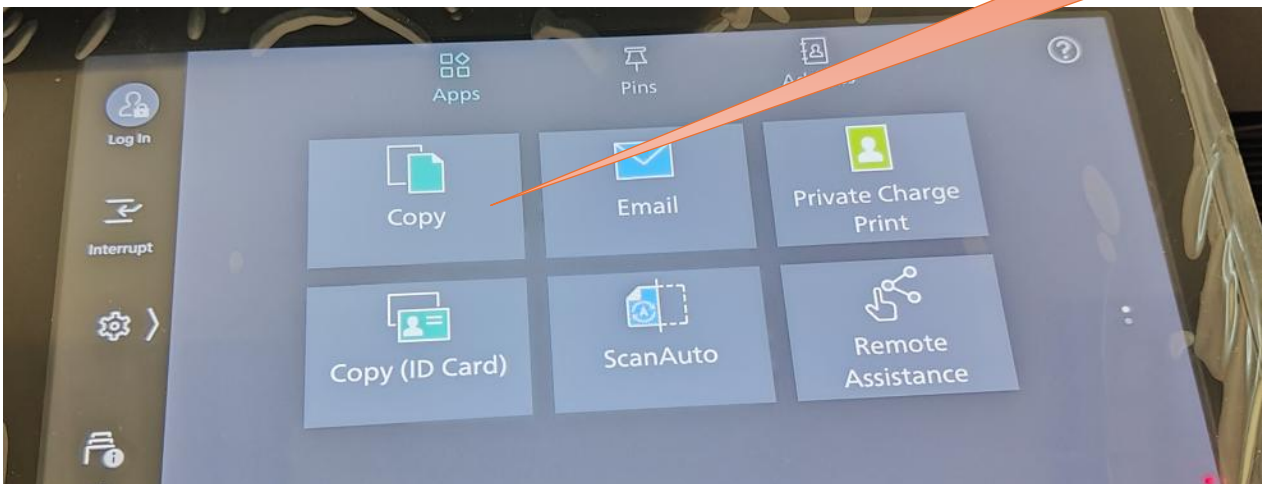 Apps
Pins
Log In
Copy
Email
Private Charge
Print
Interrupt
Copy (ID Card)
ScanAuto
Remote
Assistance